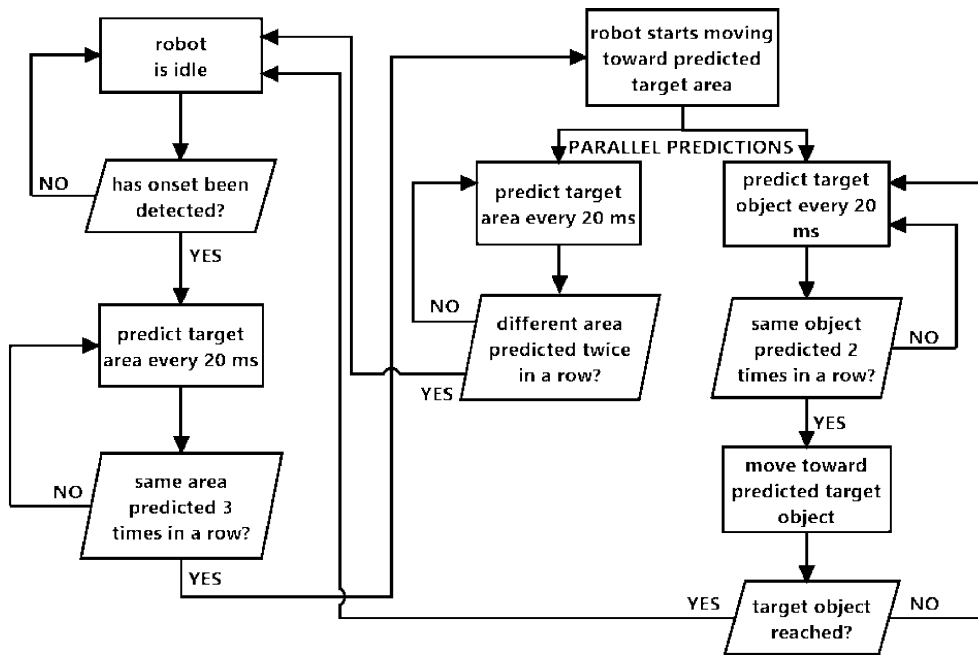 robot
is idle
NO
has onset been
detected?
YES
predict target
area every 20 ms
NO
same area
predicted 3
times in a row?
YES
robot starts moving
toward predicted
target area
PARALLEL PREDICTIONS
predict target
area every 20 ms
NO
different area
predicted twice
in a row?
YES
predict target
object every 20
ms
same object
predicted 2
times in a row?
NO
YES
move toward
predicted target
object
YES
target object
reached?
NO